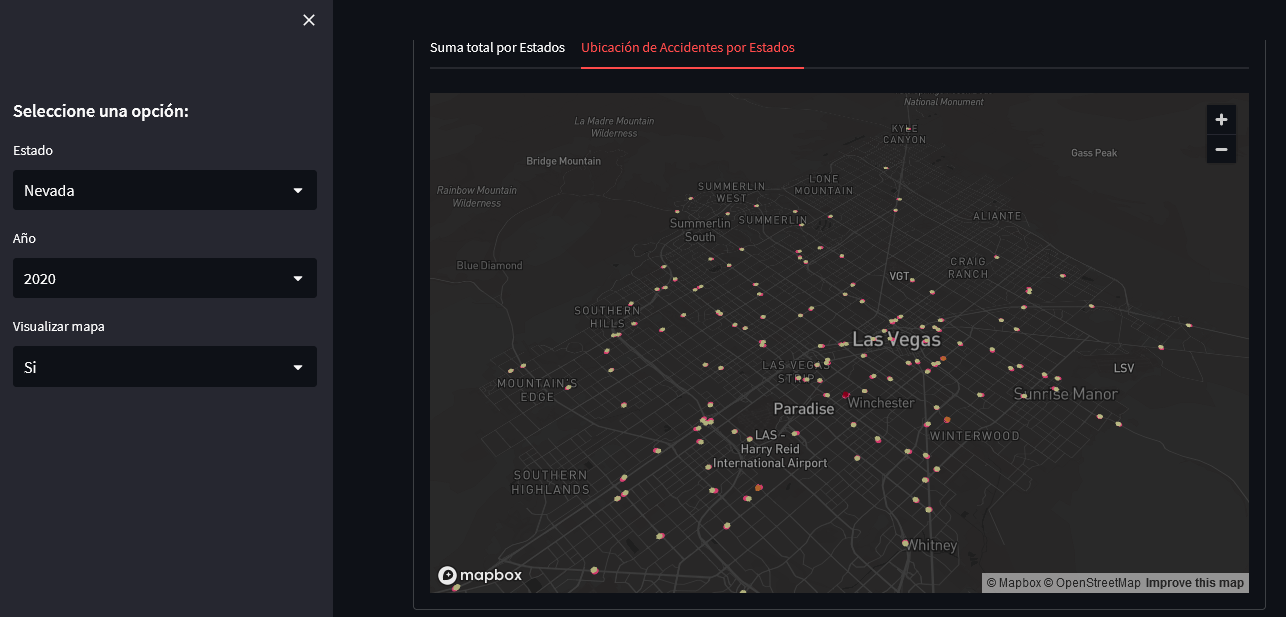 Seleccione una opción:
Estado
Nevada
Año
2020
Visualizar mapa
Si
Suma total por Estados
Ubicación de Accidentes por Estados
National Monument
La Madre Mountain
Wilderness
KYLE
CANYON
Bridge Mountain
Gass Peak
Rainbow Mountain
Wilderness
SUMMERLIN
WEST
LONE
MOUNTAIN
Summerlin
South
SUMMERLIN
ALIANTE
Blue Diamond
CRAIG
RANCH
VGT
SOUTHERN
HILLS
Las Vegas
LAS VEGAS
STRIP
LSV
MOUNTAIN'S
EDGE
Sunrise Manor
Paradise
Winchester
LAS -
Harry Reid
International Airport
WINTERWOOD
SOUTHERN
HIGHLANDS
Whitney
mapbox
© Mapbox © OpenStreetMap Improve this map